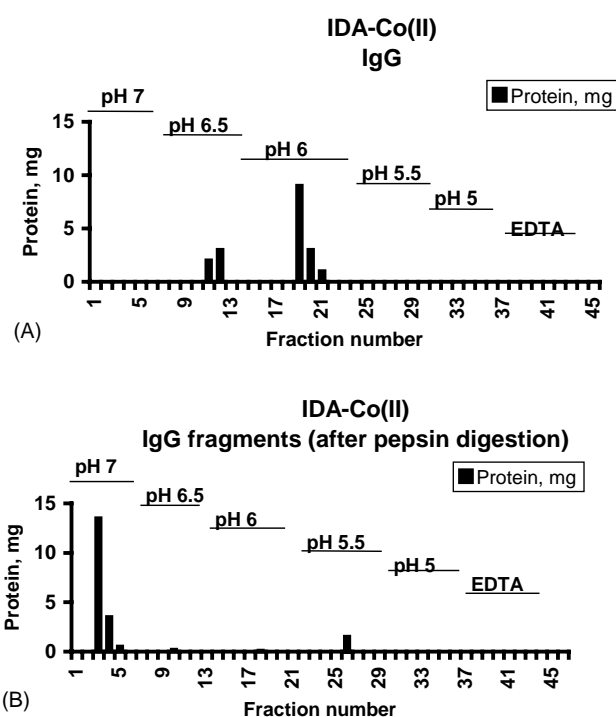 IDA-Co(II)
IgG
Protein, mg
pH 7
pH 6.5
pH 6
pH 5.5
pH 5
EDTA
15
10
5
0
Protein, mg
1 5 9 13 17 21 25 29 33 37 41 45
Fraction number
(A)
IDA-Co(II)
IgG fragments (after pepsin digestion)
Protein, mg
pH 7
pH 6.5
pH 6
pH 5.5
pH 5
EDTA
15
10
5
0
Protein, mg
1 5 9 13 17 21 25 29 33 37 41 45
Fraction number
(B)